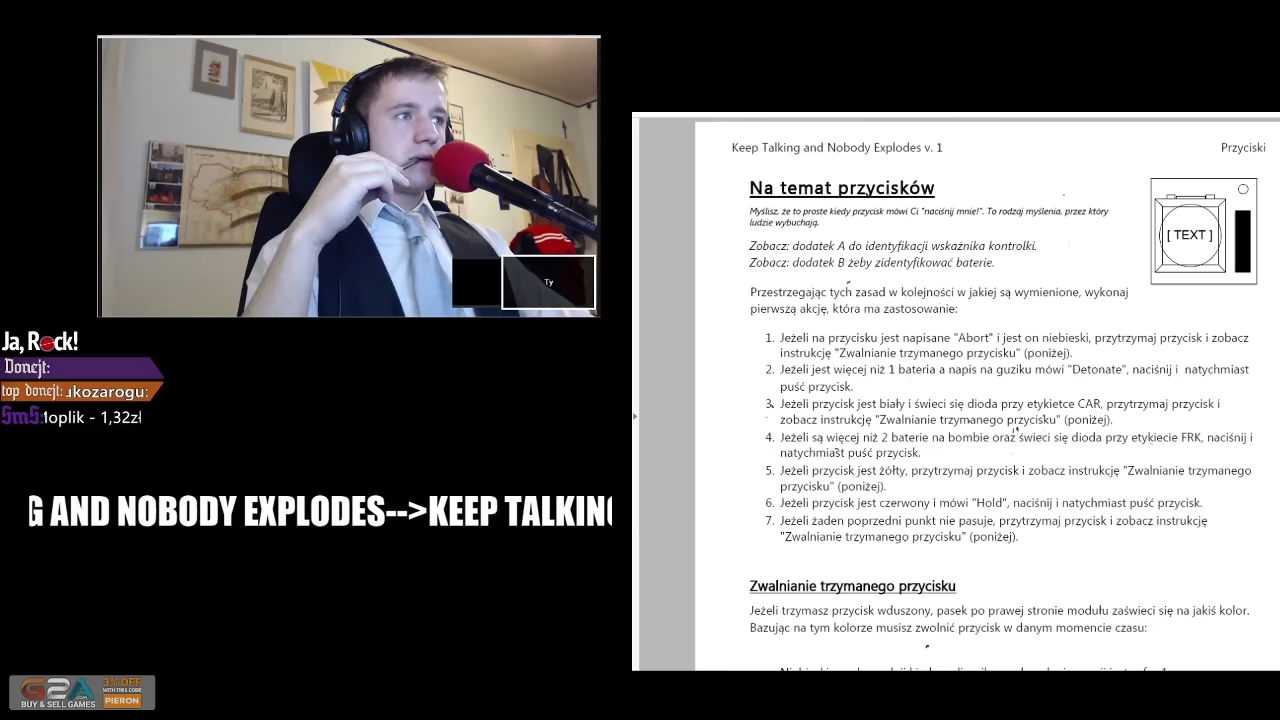 Ty
Ja, Rock!
Donejt:
top donejt: ukozarogu:
SmS: toplik - 1,32zł
G AND NOBODY EXPLODES-->KEEP TALKING
G2A.COM
BUY & SELL GAMES
3% OFF
WITH THIS CODE
PIERON
Keep Talking and Nobody Explodes v. 1
Przyciski
Na temat przycisków
Myślisz, że to proste kiedy przycisk mówi Ci "naciśnij mnie!". To rodzaj myślenia, przez który
ludzie wybuchają.
[ TEXT ]
Zobacz: dodatek A do identyfikacji wskaźnika kontrolki.
Zobacz: dodatek B żeby zidentyfikować baterie.
Przestrzegając tych zasad w kolejności w jakiej są wymienione, wykonaj
pierwszą akcję, która ma zastosowanie:
1. Jeżeli na przycisku jest napisane "Abort" i jest on niebieski, przytrzymaj przycisk i zobacz
instrukcję "Zwalnianie trzymanego przycisku" (poniżej).
2. Jeżeli jest więcej niż 1 bateria a napis na guziku mówi "Detonate", naciśnij i natychmiast
puść przycisk.
3. Jeżeli przycisk jest biały i świeci się dioda przy etykietce CAR, przytrzymaj przycisk i
zobacz instrukcję "Zwalnianie trzymanego przycisku" (poniżej).
4. Jeżeli są więcej niż 2 baterie na bombie oraz świeci się dioda przy etykiecie FRK, naciśnij i
natychmiast puść przycisk.
5. Jeżeli przycisk jest żółty, przytrzymaj przycisk i zobacz instrukcję "Zwalnianie trzymanego
przycisku" (poniżej).
6. Jeżeli przycisk jest czerwony i mówi "Hold", naciśnij i natychmiast puść przycisk.
7. Jeżeli żaden poprzedni punkt nie pasuje, przytrzymaj przycisk i zobacz instrukcję
"Zwalnianie trzymanego przycisku" (poniżej).
Zwalnianie trzymanego przycisku
Jeżeli trzymasz przycisk wduszony, pasek po prawej stronie modułu zaświeci się na jakiś kolor.
Bazując na tym kolorze musisz zwolnić przycisk w danym momencie czasu: